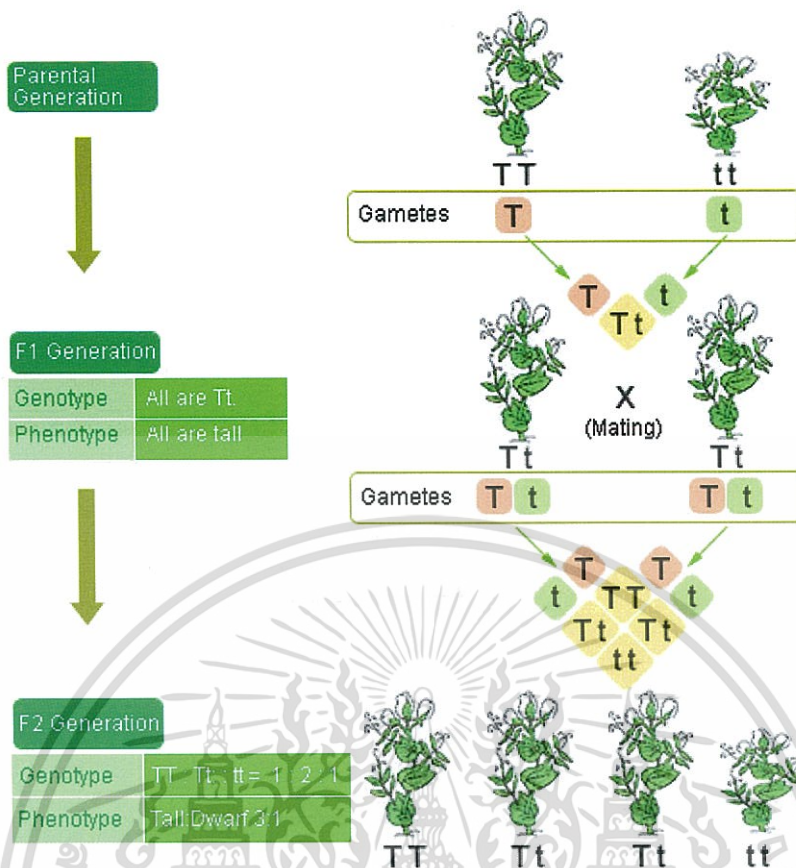 Parental
Generation
TT tt
Gametes T t
T t
Tt
F1 Generation
Genotype All are Tt.
Phenotype All are tall
X
(Mating)
Tt Tt
Gametes T t T t
T T
t TT t
Tt Tt
tt
F2 Generation
Genotype TT : Tt : tt = 1 : 2 : 1
Phenotype Tall:Dwarf 3:1
TT Tt Tt tt